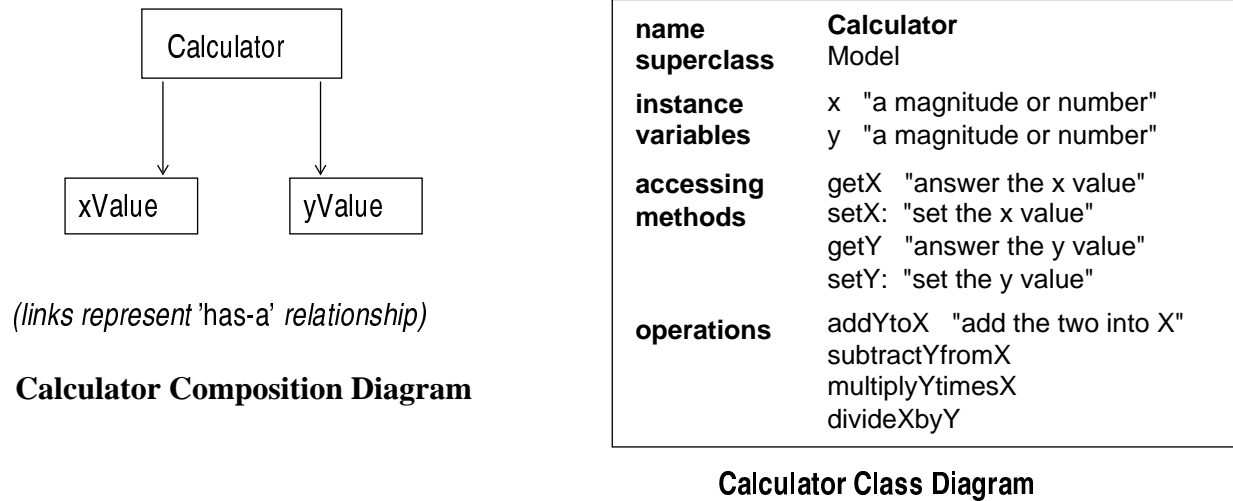 Calculator
xValue
yValue
(links represent 'has-a' relationship)
Calculator Composition Diagram
name Calculator
superclass Model
instance x "a magnitude or number"
variables y "a magnitude or number"
accessing getX "answer the x value"
methods setX: "set the x value"
getY "answer the y value"
setY: "set the y value"
operations addYtoX "add the two into X"
subtractYfromX
multiplyYtimesX
divideXbyY
Calculator Class Diagram